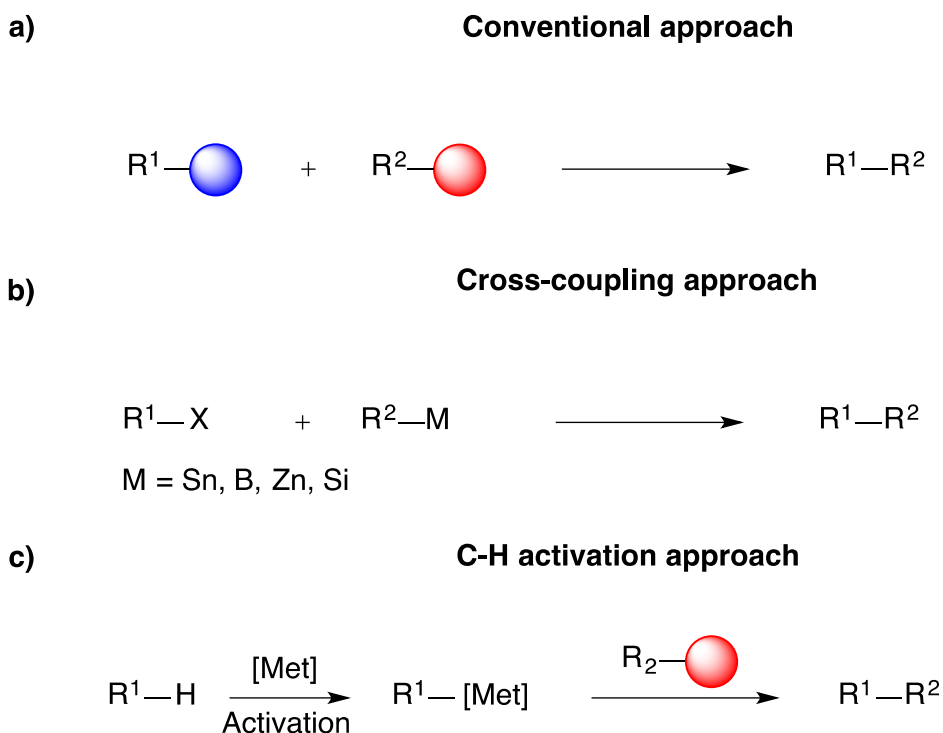 a) Conventional approach
R¹— + R²— R¹—R²
b) Cross-coupling approach
R¹—X + R²—M R¹—R²
M = Sn, B, Zn, Si
c) C-H activation approach
[Met] R₂—
R¹—H R¹—[Met] R¹—R²
Activation